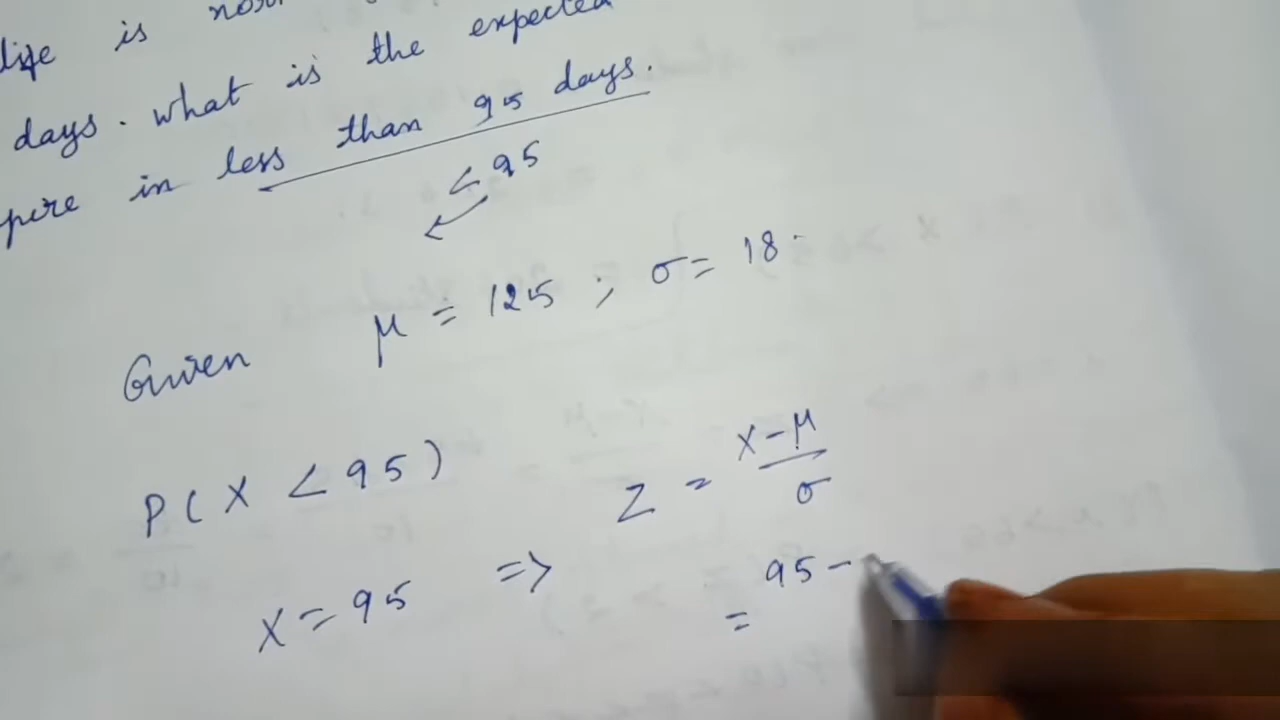 life is
days. what is the expected
pire in less than 95 days.
< 95
Given μ = 125 ; σ = 18.
P( X < 95 )
Z = X-μ / σ
X = 95 => = 95 -